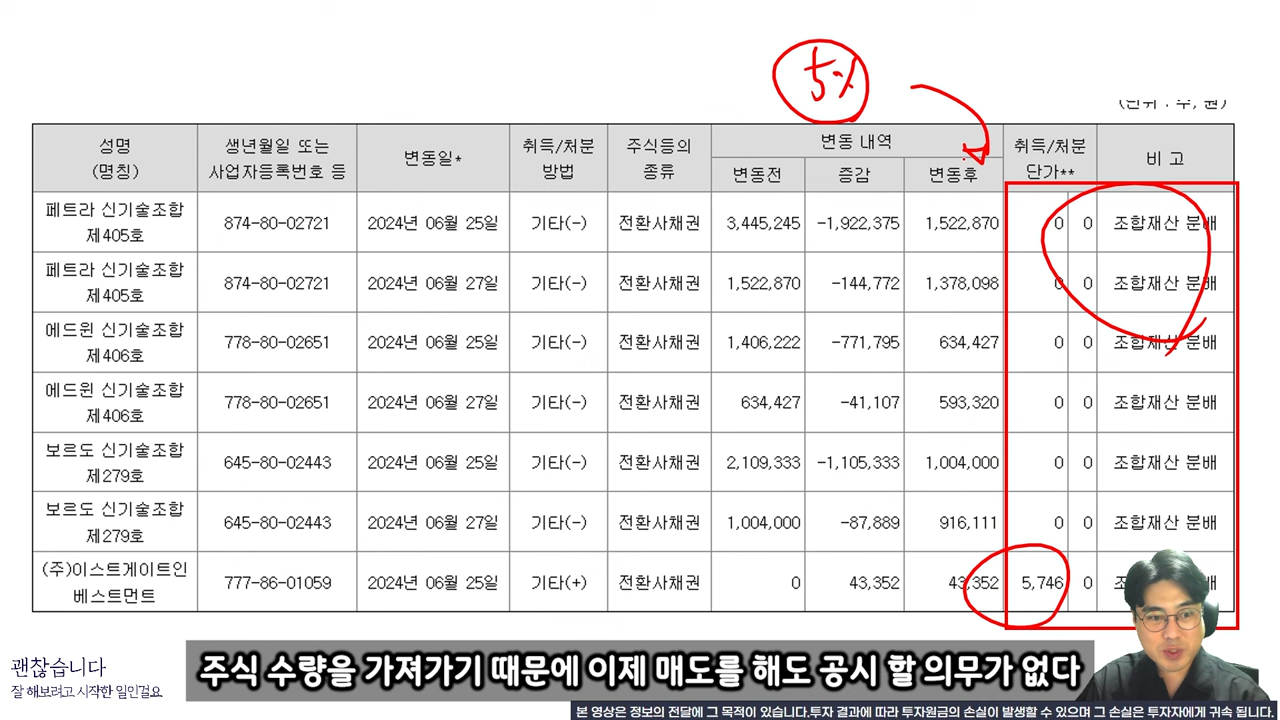 5%
(단위 : 주, 원)
성명
(명칭)
생년월일 또는
사업자등록번호 등
변동일*
취득/처분
방법
주식등의
종류
변동 내역
변동전
증감
변동후
취득/처분
단가**
비 고
페트라 신기술조합
제405호
874-80-02721
2024년 06월 25일
기타(-)
전환사채권
3,445,245
-1,922,375
1,522,870
0
0
조합재산 분배
페트라 신기술조합
제405호
874-80-02721
2024년 06월 27일
기타(-)
전환사채권
1,522,870
-144,772
1,378,098
0
0
조합재산 분배
에드윈 신기술조합
제406호
778-80-02651
2024년 06월 25일
기타(-)
전환사채권
1,406,222
-771,795
634,427
0
0
조합재산 분배
에드윈 신기술조합
제406호
778-80-02651
2024년 06월 27일
기타(-)
전환사채권
634,427
-41,107
593,320
0
0
조합재산 분배
보르도 신기술조합
제279호
645-80-02443
2024년 06월 25일
기타(-)
전환사채권
2,109,333
-1,105,333
1,004,000
0
0
조합재산 분배
보르도 신기술조합
제279호
645-80-02443
2024년 06월 27일
기타(-)
전환사채권
1,004,000
-87,889
916,111
0
0
조합재산 분배
(주)이스트게이트인
베스트먼트
777-86-01059
2024년 06월 25일
기타(+)
전환사채권
0
43,352
43,352
5,746
0
주식 수량을 가져가기 때문에 이제 매도를 해도 공시 할 의무가 없다
괜찮습니다
잘 해보려고 시작한 일인걸요
본 영상은 정보의 전달에 그 목적이 있습니다.투자 결과에 따라 투자원금의 손실이 발생할 수 있으며 그 손실은 투자자에게 귀속 됩니다.